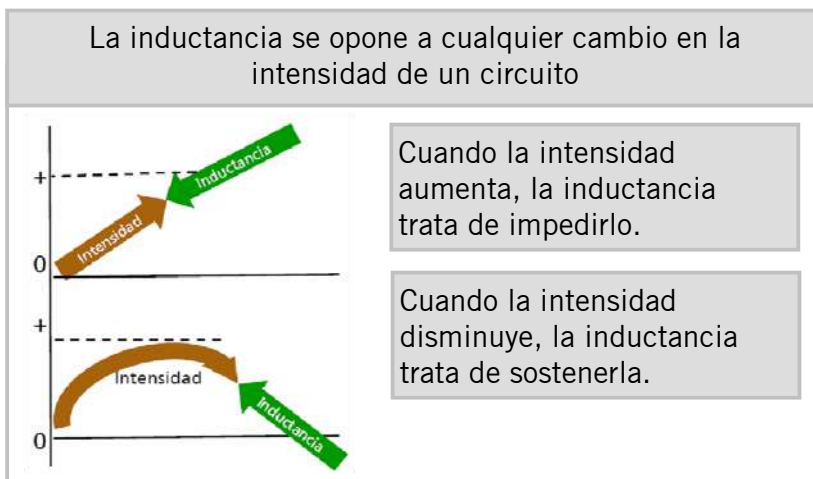 La inductancia se opone a cualquier cambio en la
intensidad de un circuito
+
Inductancia
Intensidad
0
Cuando la intensidad
aumenta, la inductancia
trata de impedirlo.
+
Intensidad
Inductancia
0
Cuando la intensidad
disminuye, la inductancia
trata de sostenerla.